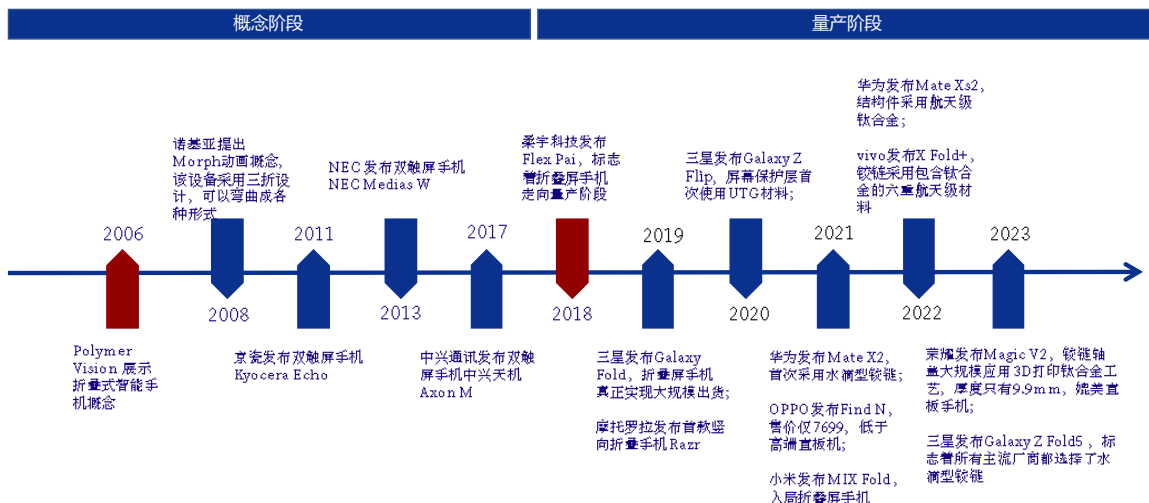 概念阶段
量产阶段
诺基亚提出
Morph动画概念，
该设备采用三折设
计，可以弯曲成各
种形式
NEC 发布双触屏手机
NEC Medias W
柔宇科技发布
Flex Pai，标志
着折叠屏手机
走向量产阶段
三星发布Galaxy Z
Flip，屏幕保护层首
次使用UTG材料；
华为发布Mate Xs2，
结构件采用航天级
钛合金；
vivo发布X Fold+，
铰链采用包含钛合
金的六重航天级材
料
2006
2011
2017
2019
2021
2023
2008
2013
2018
2020
2022
Polymer
Vision 展示
折叠式智能手
机概念
京瓷发布双触屏手机
Kyocera Echo
中兴通讯发布双触
屏手机中兴天机
Axon M
三星发布Galaxy
Fold，折叠屏手机
真正实现大规模出货；
摩托罗拉发布首款竖
向折叠手机Razr
华为发布Mate X2，
首次采用水滴型铰链；
OPPO发布Find N，
售价仅7699，低于
高端直板机；
小米发布MIX Fold，
入局折叠屏手机
荣耀发布Magic V2，铰链轴
盖大规模应用3D打印钛合金工
艺，厚度只有9.9mm，媲美直
板手机；
三星发布Galaxy Z Fold5 ，标
志着所有主流厂商都选择了水
滴型铰链